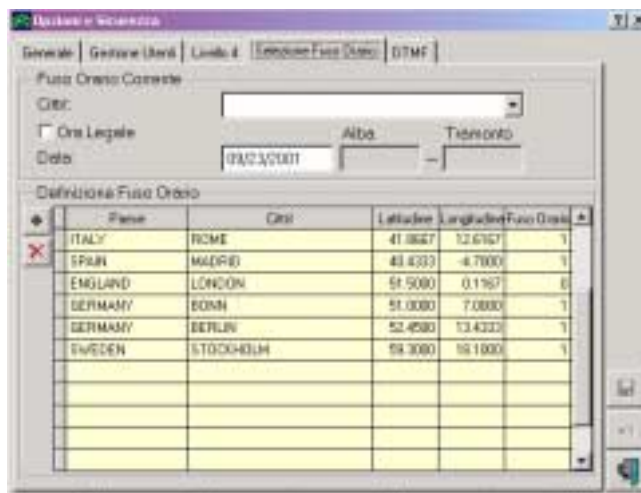 Opzioni e Sicurezza
Generale Gestione Utenti Livello 4 Selezione Fuso Orario DTMF
Fuso Orario Corrente
Citta':
Ora Legale Alba Tramonto
Data: 09/23/2001 --
Definizione Fuso Orario
Paese Citta' Latitudine Longitudine Fuso Orario
ITALY ROME 41.8667 12.6167 1
SPAIN MADRID 40.4333 -4.7000 1
ENGLAND LONDON 51.5000 0.1167 0
GERMANY BONN 51.0000 7.0000 1
GERMANY BERLIN 52.4500 13.4333 1
SWEDEN STOCKHOLM 59.3000 18.1000 1